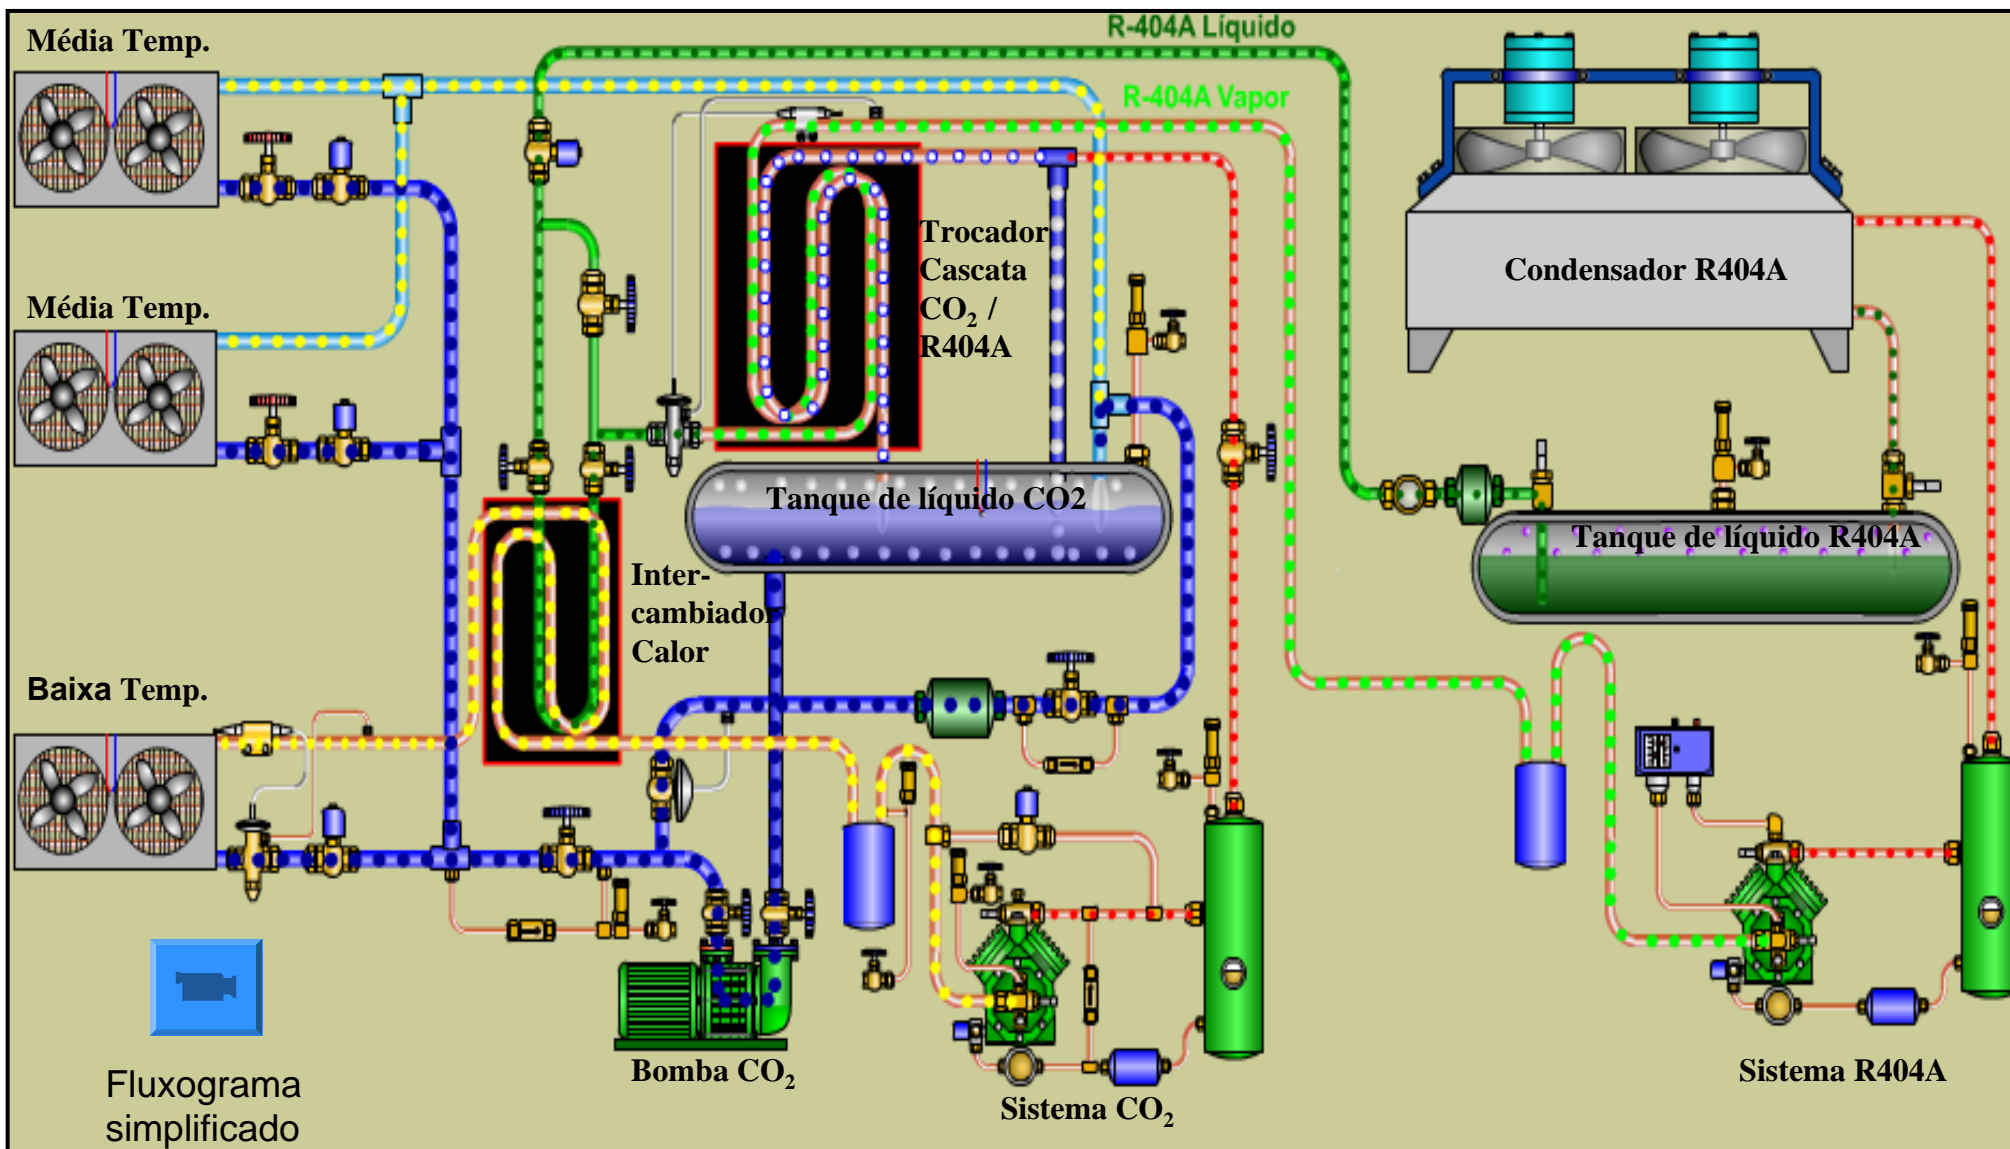 R-404A Líquido
Média Temp.
R-404A Vapor
Trocador
Cascata
CO₂ /
R404A
Condensador R404A
Média Temp.
Tanque de líquido CO2
Tanque de líquido R404A
Inter-
cambiador
Calor
Baixa Temp.
Bomba CO₂
Sistema CO₂
Sistema R404A
Fluxograma
simplificado